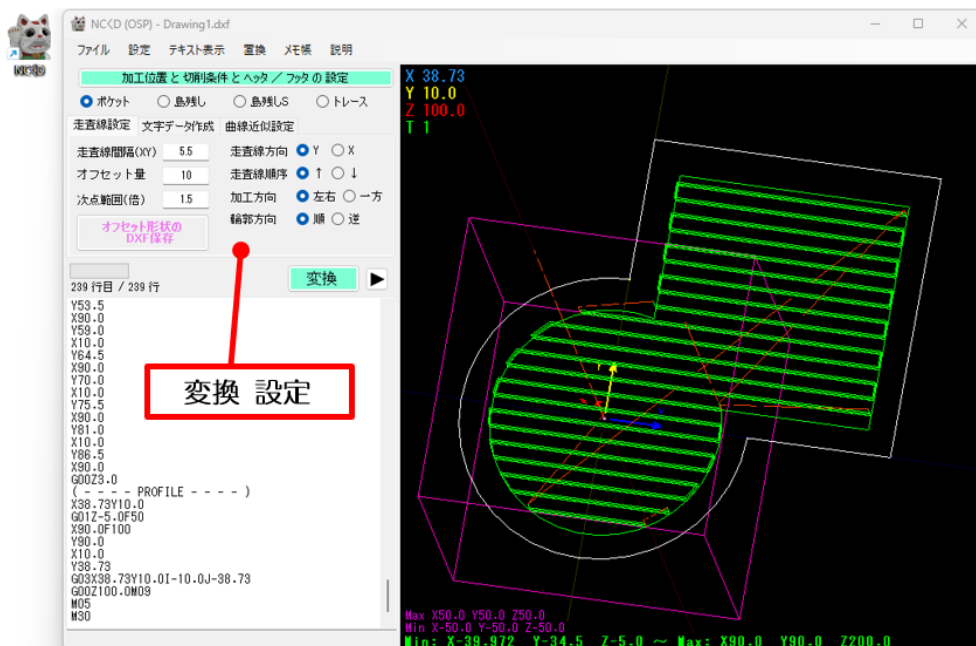 NCくD
NCくD (OSP) - Drawing1.dxf
ファイル 設定 テキスト表示 置換 メモ帳 説明
加工位置 と 切削条件 と ヘッダ ／ フッタ の 設定
ポケット 島残し 島残しS トレース
走査線設定 文字データ作成 曲線近似設定
走査線間隔(XY) 5.5 走査線方向 Y X
オフセット量 10 走査線順序 ↑ ↓
次点範囲(倍) 1.5 加工方向 左右 一方
オフセット形状の
DXF保存
輪郭方向 順 逆
変換
239 行目 / 239 行
Y53.5
X90.0
Y59.0
X10.0
Y64.5
X90.0
Y70.0
X10.0
Y75.5
X90.0
Y81.0
X10.0
Y86.5
X90.0
G00Z3.0
( - - - - PROFILE - - - - )
X38.73Y10.0
G01Z-5.0F50
X90.0F100
Y90.0
X10.0
Y38.73
G03X38.73Y10.0I-10.0J-38.73
G00Z100.0M09
M05
M30
変換 設定
X 38.73
Y 10.0
Z 100.0
T 1
Max X50.0 Y50.0 Z50.0
Min X-50.0 Y-50.0 Z-50.0
Min: X-39.972 Y-34.5 Z-5.0 ～ Max: X90.0 Y90.0 Z200.0